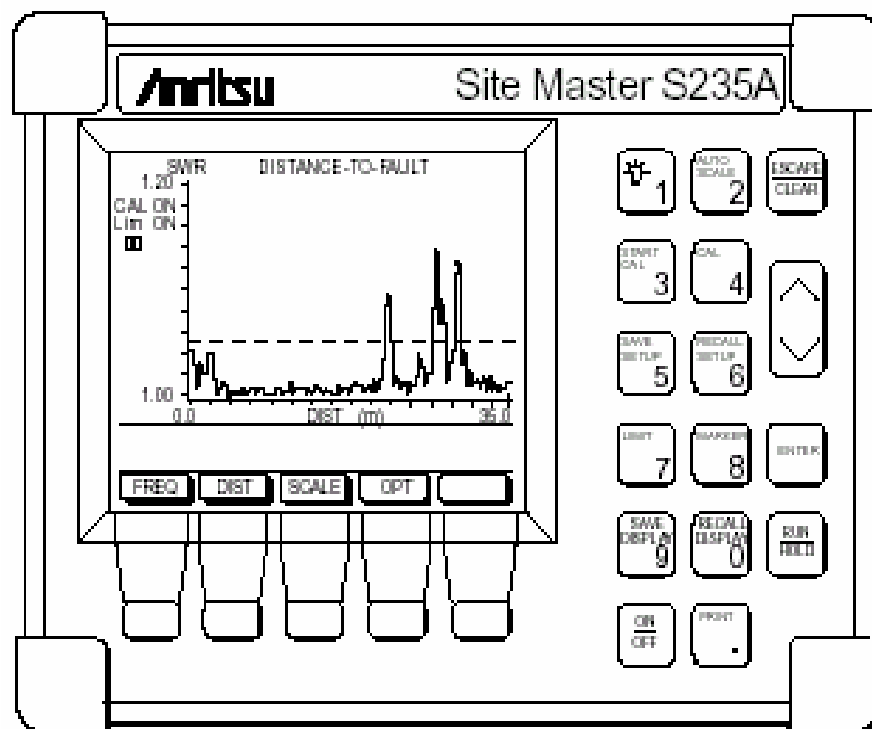 Anritsu
Site Master S235A
SWR DISTANCE-TO-FAULT
1.20
CAL ON
Lim ON
1.00
0.0 DIST (m) 35.0
FREQ DIST SCALE OPT
1
AUTO SCALE 2
ESCAPE CLEAR
START CAL 3
CAL 4
SAVE SETUP 5
RECALL SETUP 6
LIMIT 7
MARKER 8
ENTER
SAVE DISPLAY 9
RECALL DISPLAY 0
RUN HOLD
ON OFF
PRINT .